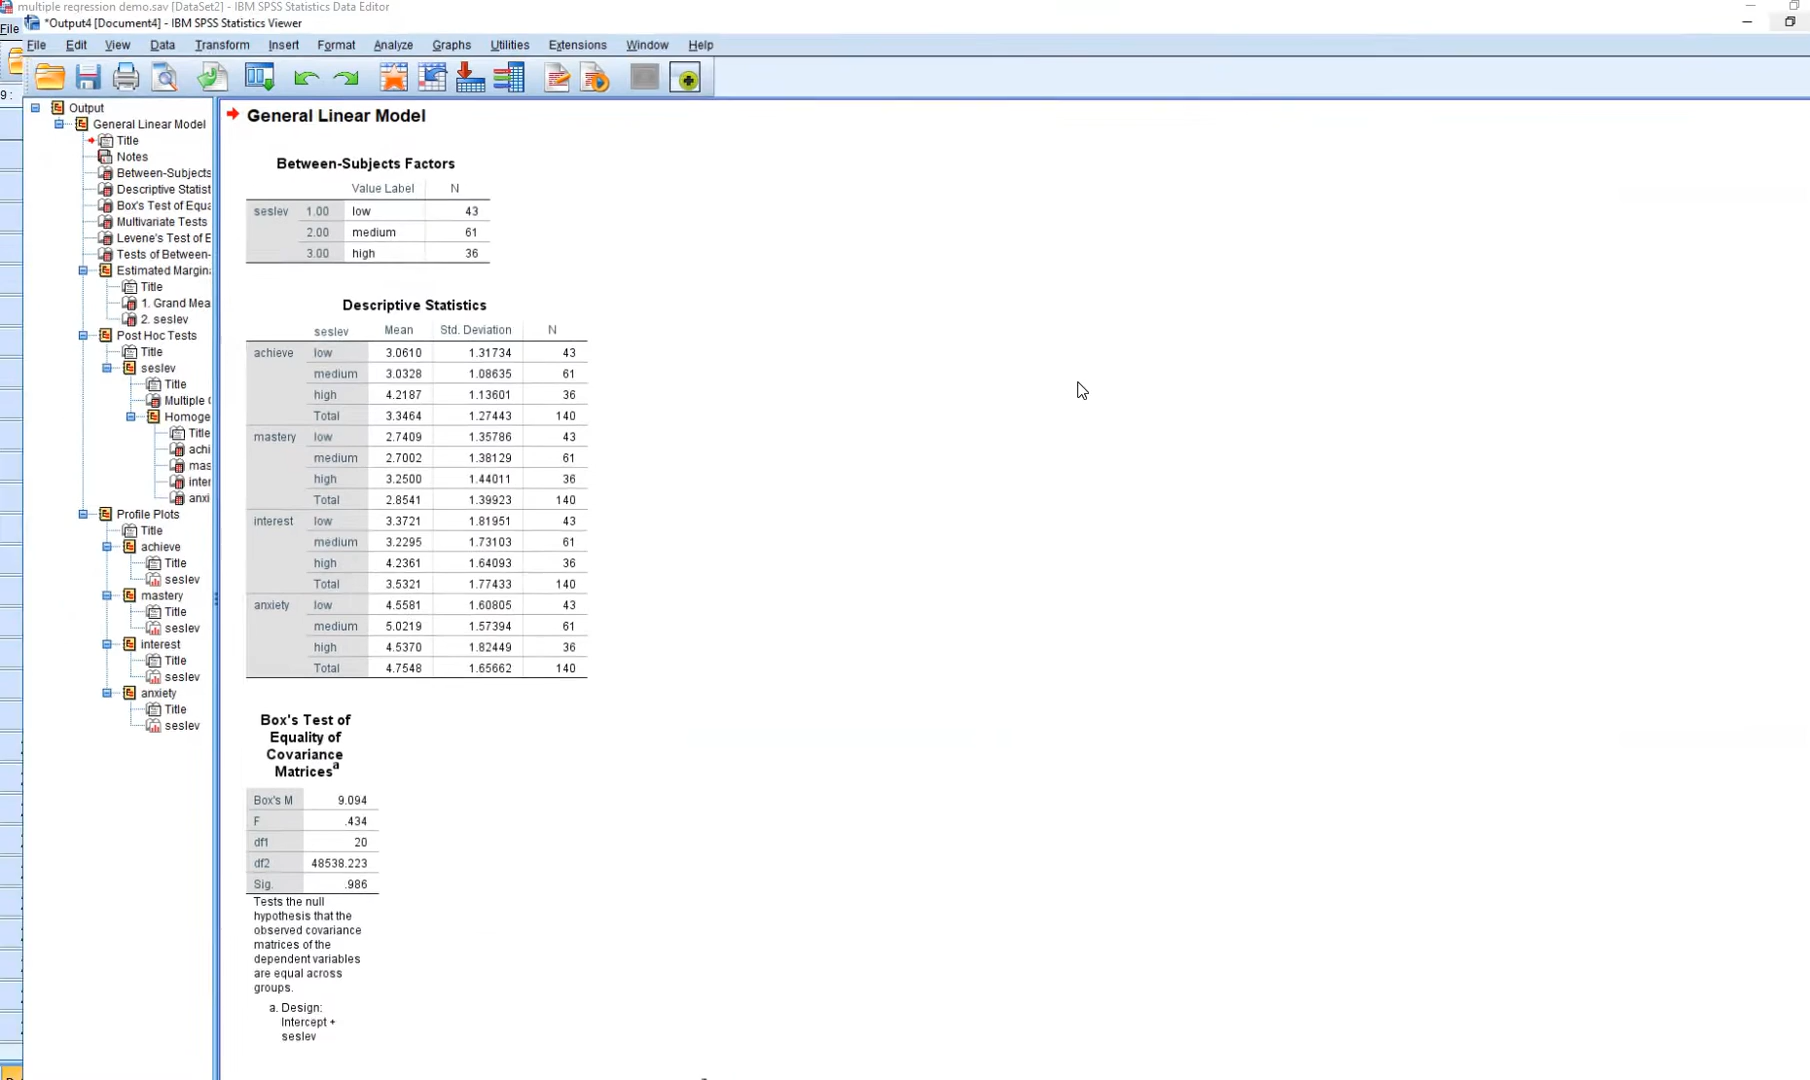 multiple regression demo.sav [DataSet2] - IBM SPSS Statistics Data Editor
*Output4 [Document4] - IBM SPSS Statistics Viewer
File
File Edit View Data Transform Insert Format Analyze Graphs Utilities Extensions Window Help
9 :
Output
General Linear Model
Title
Notes
Between-Subjects
Descriptive Statist
Box's Test of Equa
Multivariate Tests
Levene's Test of E
Tests of Between-
Estimated Margin
Title
1. Grand Mea
2. seslev
Post Hoc Tests
Title
seslev
Title
Multiple
Homoge
Title
achi
mas
inter
anxi
Profile Plots
Title
achieve
Title
seslev
mastery
Title
seslev
interest
Title
seslev
anxiety
Title
seslev
General Linear Model
Between-Subjects Factors
Value Label N
seslev 1.00 low 43
2.00 medium 61
3.00 high 36
Descriptive Statistics
seslev Mean Std. Deviation N
achieve low 3.0610 1.31734 43
medium 3.0328 1.08635 61
high 4.2187 1.13601 36
Total 3.3464 1.27443 140
mastery low 2.7409 1.35786 43
medium 2.7002 1.38129 61
high 3.2500 1.44011 36
Total 2.8541 1.39923 140
interest low 3.3721 1.81951 43
medium 3.2295 1.73103 61
high 4.2361 1.64093 36
Total 3.5321 1.77433 140
anxiety low 4.5581 1.60805 43
medium 5.0219 1.57394 61
high 4.5370 1.82449 36
Total 4.7548 1.65662 140
Box's Test of
Equality of
Covariance
Matricesa
Box's M 9.094
F .434
df1 20
df2 48538.223
Sig. .986
Tests the null
hypothesis that the
observed covariance
matrices of the
dependent variables
are equal across
groups.
a. Design:
Intercept +
seslev